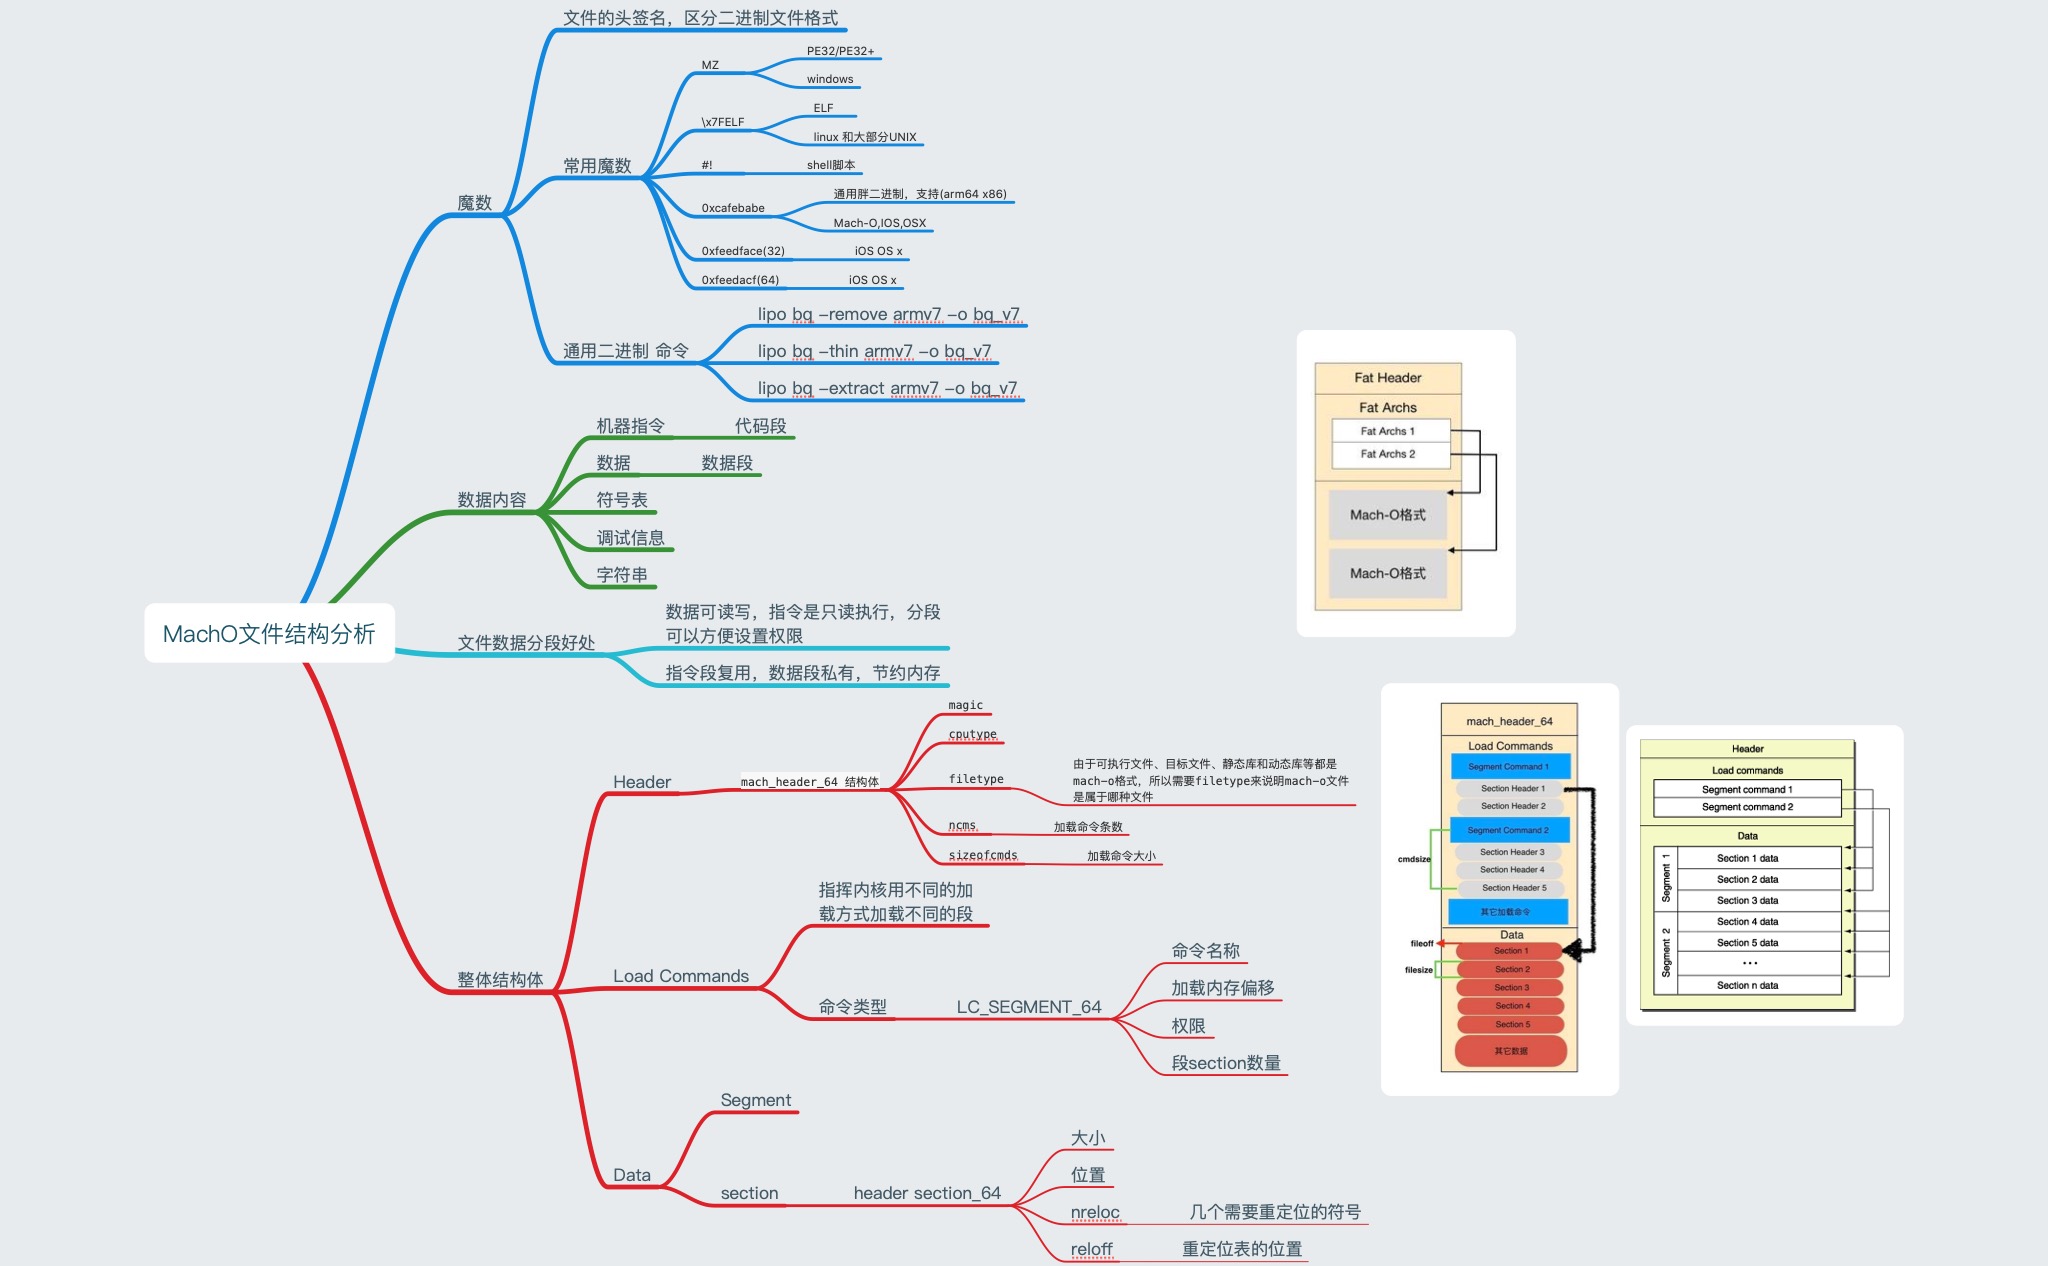 MachO文件结构分析
魔数
文件的头签名，区分二进制文件格式
常用魔数
MZ
PE32/PE32+
windows
\x7FELF
ELF
linux 和大部分UNIX
#!
shell脚本
0xcafebabe
通用胖二进制，支持(arm64 x86)
Mach-O,IOS,OSX
0xfeedface(32)
iOS OS x
0xfeedacf(64)
iOS OS x
通用二进制 命令
lipo bq –remove armv7 –o bq_v7
lipo bq –thin armv7 –o bq_v7
lipo bq –extract armv7 –o bq_v7
数据内容
机器指令
代码段
数据
数据段
符号表
调试信息
字符串
文件数据分段好处
数据可读写，指令是只读执行，分段
可以方便设置权限
指令段复用，数据段私有，节约内存
整体结构体
Header
mach_header_64 结构体
magic
cputype
filetype
由于可执行文件、目标文件、静态库和动态库等都是
mach-o格式，所以需要filetype来说明mach-o文件
是属于哪种文件
ncms
加载命令条数
sizeofcmds
加载命令大小
Load Commands
指挥内核用不同的加
载方式加载不同的段
命令类型
LC_SEGMENT_64
命令名称
加载内存偏移
权限
段section数量
Data
Segment
section
header section_64
大小
位置
nreloc
几个需要重定位的符号
reloff
重定位表的位置
Fat Header
Fat Archs
Fat Archs 1
Fat Archs 2
Mach-O格式
Mach-O格式
mach_header_64
Load Commands
Segment Command 1
Section Header 1
Section Header 2
Segment Command 2
cmdsize
Section Header 3
Section Header 4
Section Header 5
其它加载命令
Data
fileoff
Section 1
filesize
Section 2
Section 3
Section 4
Section 5
其它数据
Header
Load commands
Segment command 1
Segment command 2
Data
Segment 1
Section 1 data
Section 2 data
Section 3 data
Segment 2
Section 4 data
Section 5 data
...
Section n data